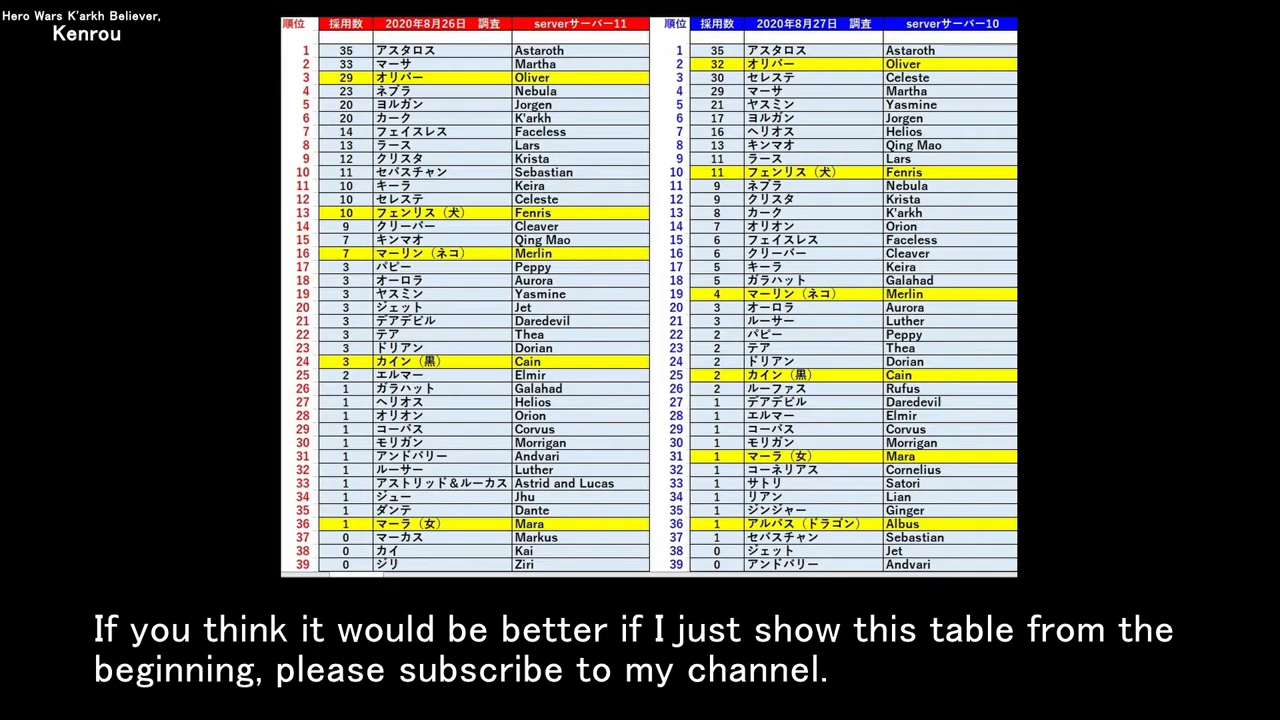 Hero Wars K'arkh Believer,
Kenrou
順位 採用数 2020年8月26日 調査 serverサーバー11
1 35 アスタロス Astaroth
2 33 マーサ Martha
3 29 オリバー Oliver
4 23 ネブラ Nebula
5 20 ヨルガン Jorgen
6 20 カーク K'arkh
7 14 フェイスレス Faceless
8 13 ラース Lars
9 12 クリスタ Krista
10 11 セバスチャン Sebastian
11 10 キーラ Keira
12 10 セレステ Celeste
13 10 フェンリス（犬） Fenris
14 9 クリーバー Cleaver
15 7 キンマオ Qing Mao
16 7 マーリン（ネコ） Merlin
17 3 パピー Peppy
18 3 オーロラ Aurora
19 3 ヤスミン Yasmine
20 3 ジェット Jet
21 3 デアデビル Daredevil
22 3 テア Thea
23 3 ドリアン Dorian
24 3 カイン（黒） Cain
25 2 エルマー Elmir
26 1 ガラハット Galahad
27 1 ヘリオス Helios
28 1 オリオン Orion
29 1 コーバス Corvus
30 1 モリガン Morrigan
31 1 アンドバリー Andvari
32 1 ルーサー Luther
33 1 アストリッド＆ルーカス Astrid and Lucas
34 1 ジュー Jhu
35 1 ダンテ Dante
36 1 マーラ（女） Mara
37 0 マーカス Markus
38 0 カイ Kai
39 0 ジリ Ziri
順位 採用数 2020年8月27日 調査 serverサーバー10
1 35 アスタロス Astaroth
2 32 オリバー Oliver
3 30 セレステ Celeste
4 29 マーサ Martha
5 21 ヤスミン Yasmine
6 17 ヨルガン Jorgen
7 16 ヘリオス Helios
8 13 キンマオ Qing Mao
9 11 ラース Lars
10 11 フェンリス（犬） Fenris
11 9 ネブラ Nebula
12 9 クリスタ Krista
13 8 カーク K'arkh
14 7 オリオン Orion
15 6 フェイスレス Faceless
16 6 クリーバー Cleaver
17 5 キーラ Keira
18 5 ガラハット Galahad
19 4 マーリン（ネコ） Merlin
20 3 オーロラ Aurora
21 3 ルーサー Luther
22 2 パピー Peppy
23 2 テア Thea
24 2 ドリアン Dorian
25 2 カイン（黒） Cain
26 2 ルーファス Rufus
27 1 デアデビル Daredevil
28 1 エルマー Elmir
29 1 コーバス Corvus
30 1 モリガン Morrigan
31 1 マーラ（女） Mara
32 1 コーネリアス Cornelius
33 1 サトリ Satori
34 1 リアン Lian
35 1 ジンジャー Ginger
36 1 アルバス（ドラゴン） Albus
37 1 セバスチャン Sebastian
38 0 ジェット Jet
39 0 アンドバリー Andvari
If you think it would be better if I just show this table from the
beginning, please subscribe to my channel.